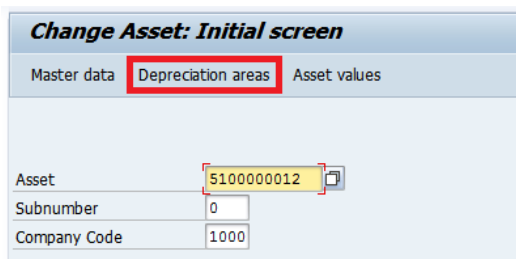 Change Asset: Initial screen
Master data Depreciation areas Asset values
Asset 5100000012
Subnumber 0
Company Code 1000